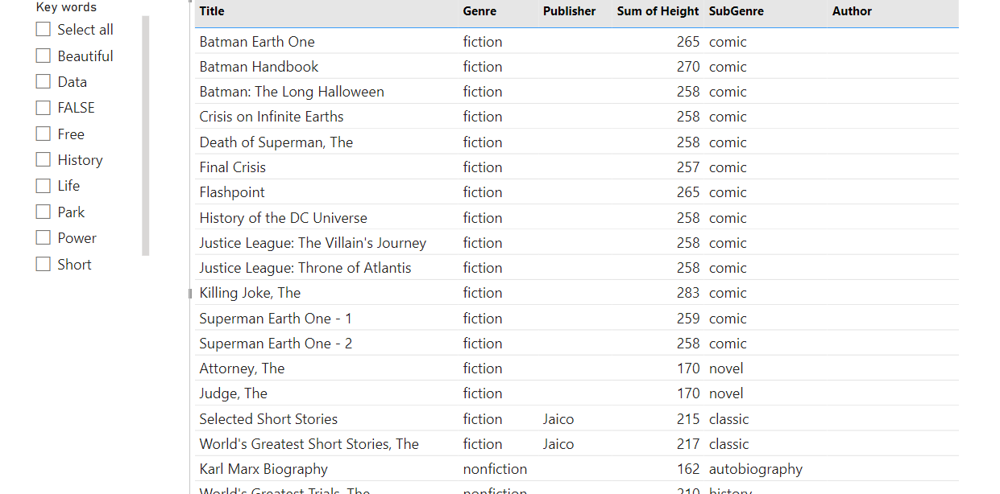 Key words
Select all
Beautiful
Data
FALSE
Free
History
Life
Park
Power
Short
Title Genre Publisher Sum of Height SubGenre Author
Batman Earth One fiction 265 comic
Batman Handbook fiction 270 comic
Batman: The Long Halloween fiction 258 comic
Crisis on Infinite Earths fiction 258 comic
Death of Superman, The fiction 258 comic
Final Crisis fiction 257 comic
Flashpoint fiction 265 comic
History of the DC Universe fiction 258 comic
Justice League: The Villain's Journey fiction 258 comic
Justice League: Throne of Atlantis fiction 258 comic
Killing Joke, The fiction 283 comic
Superman Earth One - 1 fiction 259 comic
Superman Earth One - 2 fiction 258 comic
Attorney, The fiction 170 novel
Judge, The fiction 170 novel
Selected Short Stories fiction Jaico 215 classic
World's Greatest Short Stories, The fiction Jaico 217 classic
Karl Marx Biography nonfiction 162 autobiography
World's Greatest Trials, The nonfiction 210 history